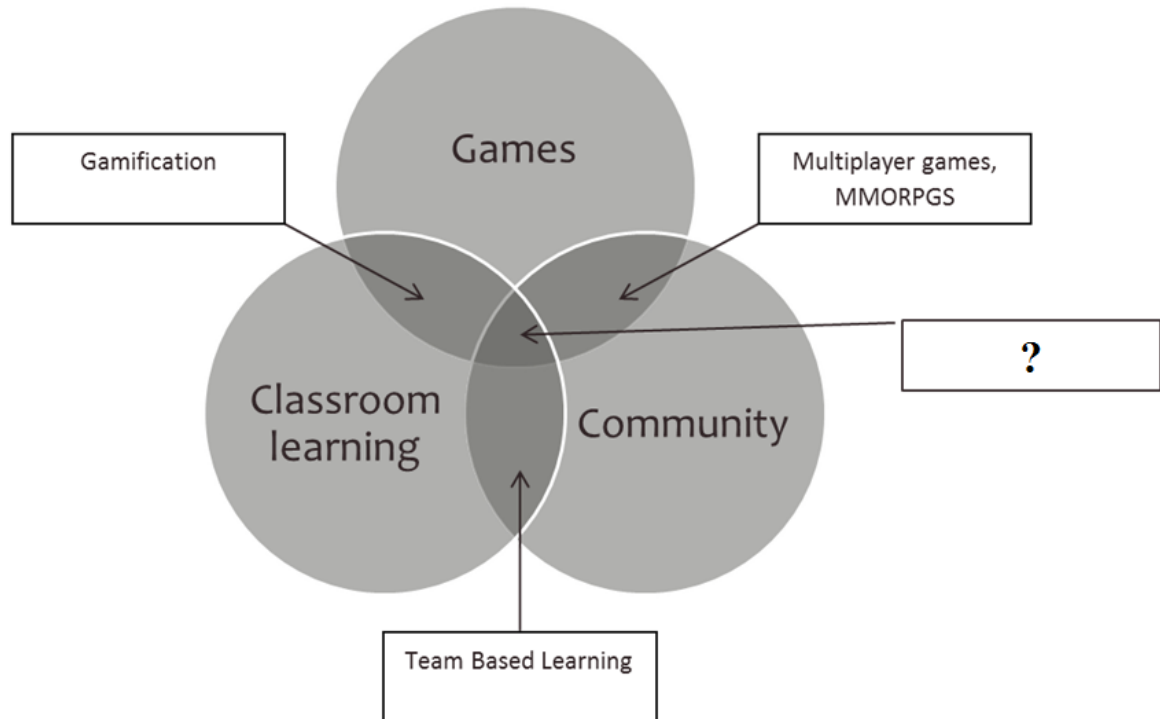 Games
Gamification
Multiplayer games,
MMORPGS
?
Classroom
learning
Community
Team Based Learning